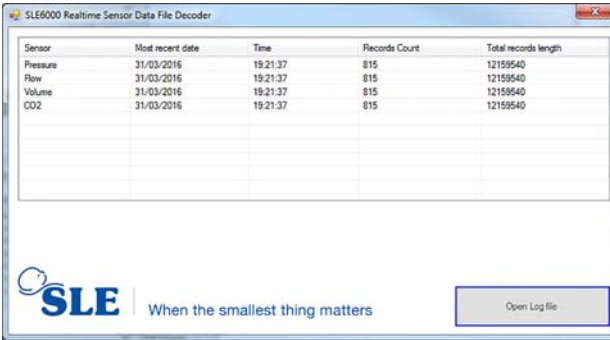 SLE6000 Realtime Sensor Data File Decoder
Sensor Most recent date Time Records Count Total records length
Pressure 31/03/2016 19:21:37 815 12159540
Flow 31/03/2016 19:21:37 815 12159540
Volume 31/03/2016 19:21:37 815 12159540
CO2 31/03/2016 19:21:37 815 12159540
SLE When the smallest thing matters
Open Log file